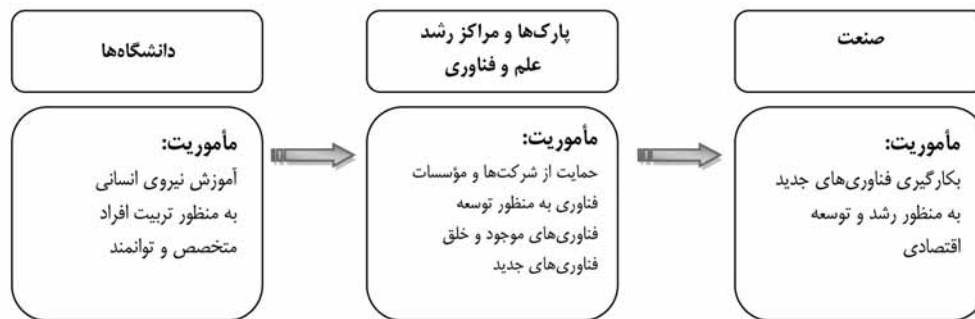 دانشگاه‌ها
مأموریت:
آموزش نیروی انسانی
به منظور تربیت افراد
متخصص و توانمند
پارک‌ها و مراکز رشد
علم و فناوری
مأموریت:
حمایت از شرکت‌ها و مؤسسات
فناوری به منظور توسعه
فناوری‌های موجود و خلق
فناوری‌های جدید
صنعت
مأموریت:
بکارگیری فناوری‌های جدید
به منظور رشد و توسعه
اقتصادی